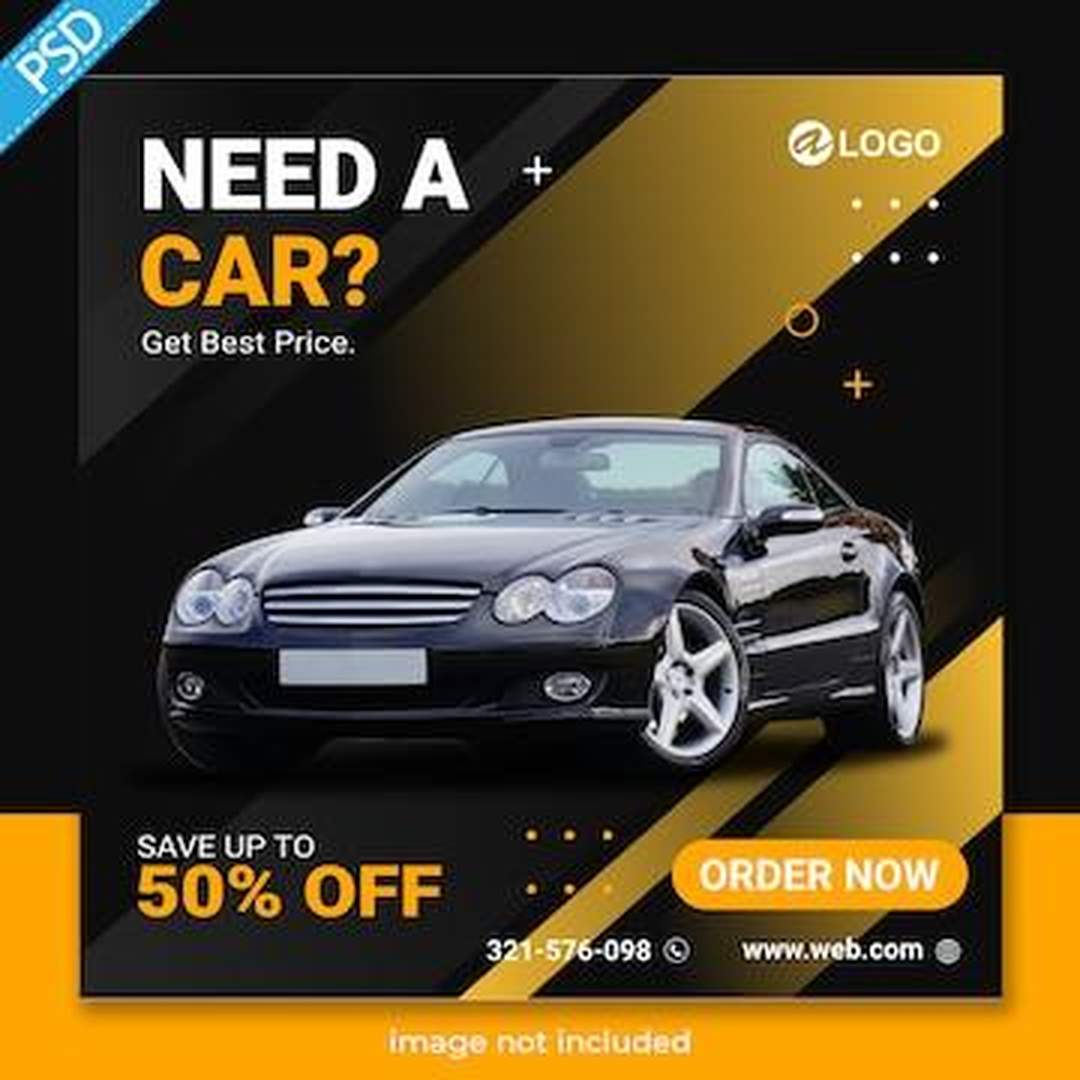 PSD
NEED A
CAR?
Get Best Price.
LOGO
SAVE UP TO
50% OFF
ORDER NOW
321-576-098
www.web.com
image not included